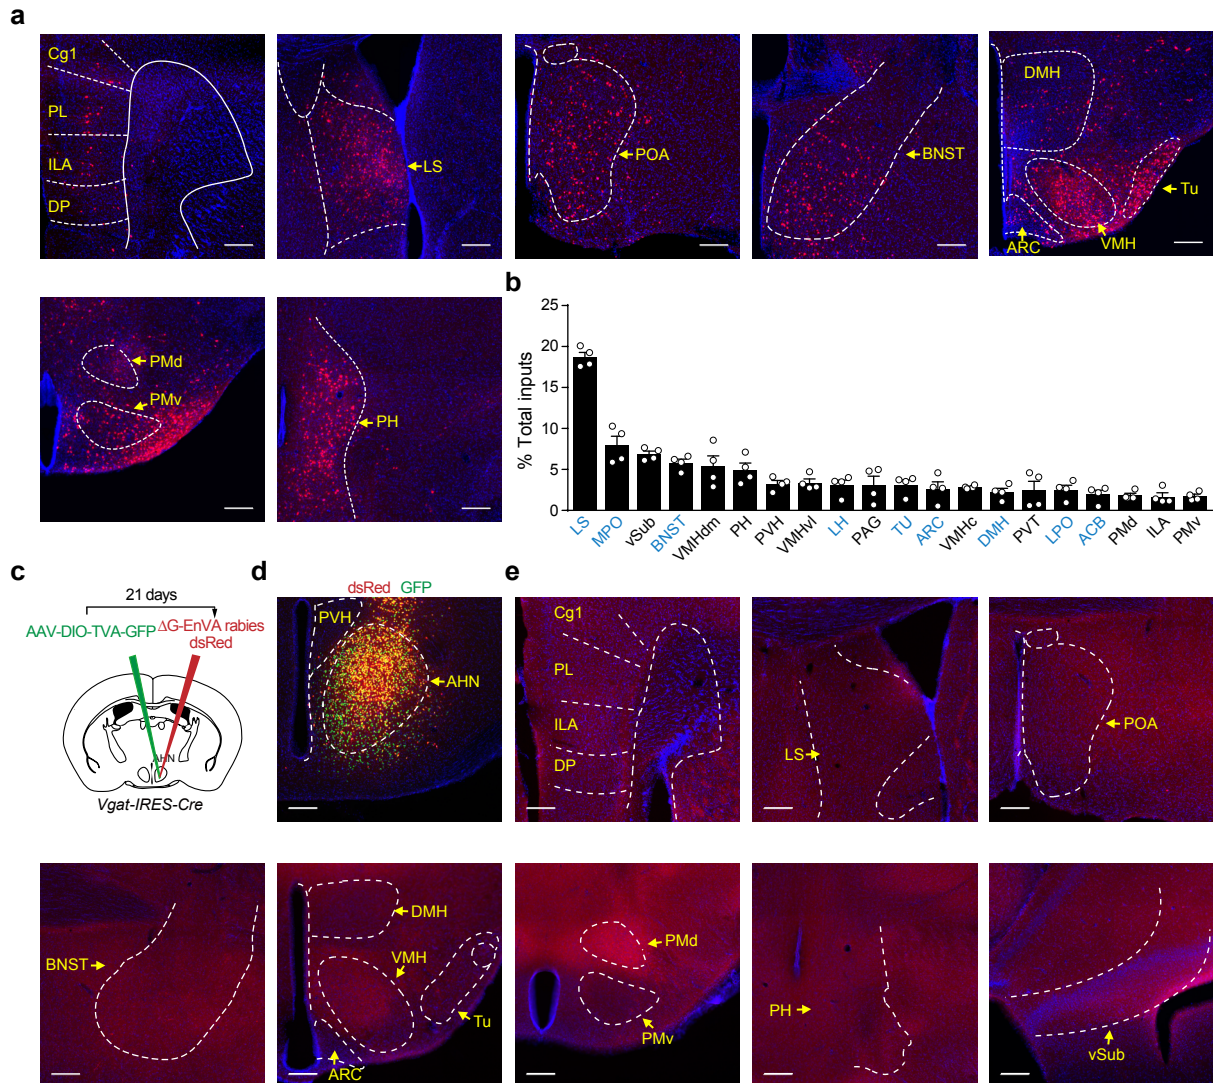 a
Cg1
PL
ILA
DP
LS
POA
BNST
DMH
Tu
ARC
VMH
PMd
PMv
PH
b
% Total inputs
25
20
15
10
5
0
LS
MPO
vSub
BNST
VMHdm
PH
PVH
VMHvl
LH
PAG
TU
ARC
VMHc
DMH
PVT
LPO
ACB
PMd
ILA
PMv
c
21 days
AAV-DIO-TVA-GFP
ΔG-EnVA rabies
dsRed
AHN
Vgat-IRES-Cre
d
dsRed GFP
PVH
AHN
e
Cg1
PL
ILA
DP
LS
POA
BNST
DMH
VMH
Tu
ARC
PMd
PMv
PH
vSub